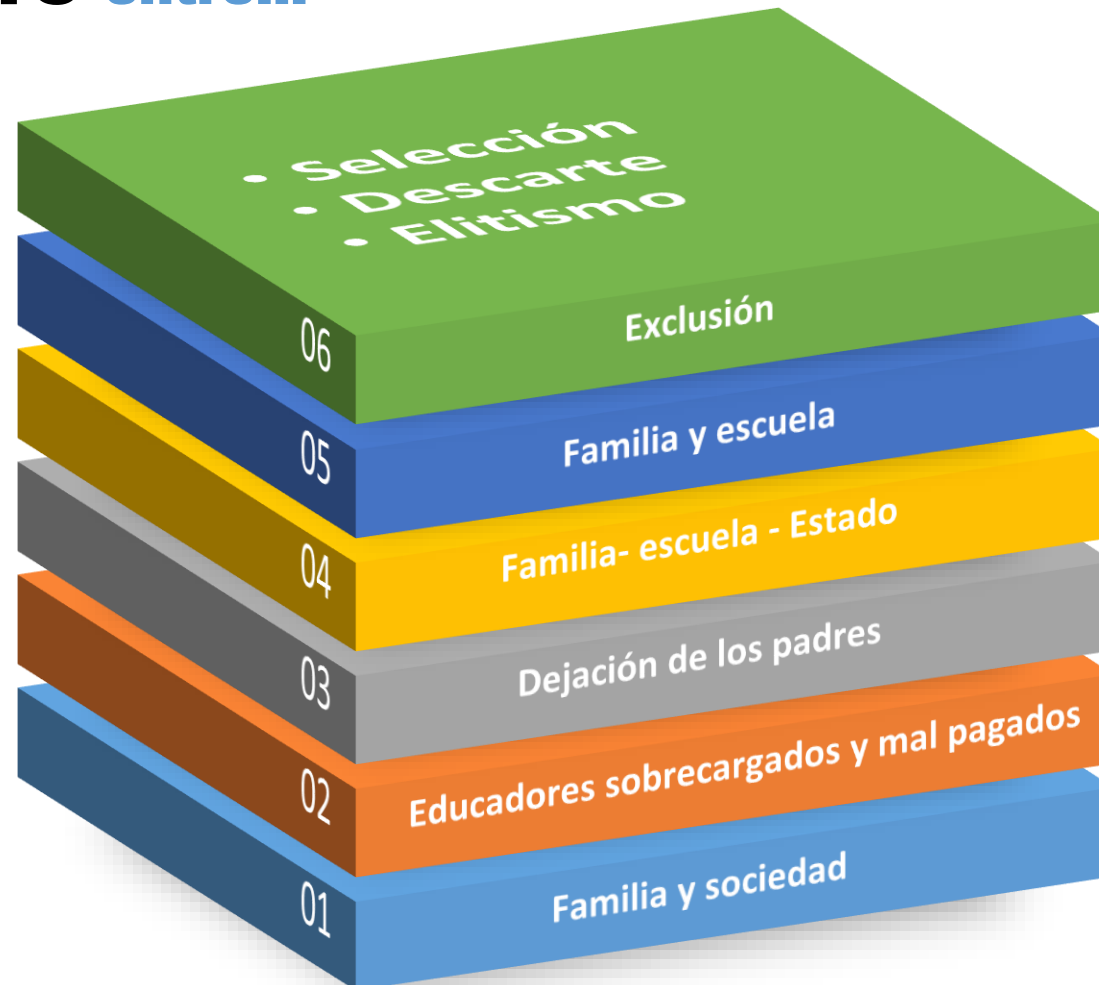 entre...
• Selección
• Descarte
• Elitismo
06
Exclusión
05
Familia y escuela
04
Familia- escuela - Estado
03
Dejación de los padres
02
Educadores sobrecargados y mal pagados
01
Familia y sociedad